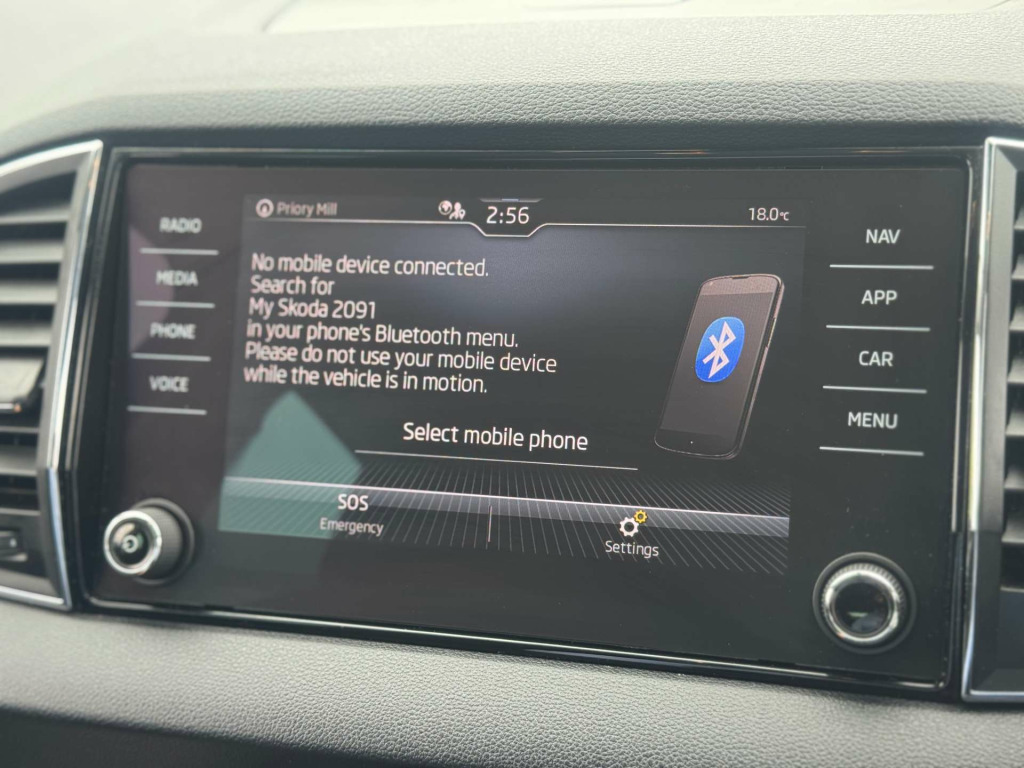 Priory Mill
2:56
18.0°C
RADIO
MEDIA
PHONE
VOICE
No mobile device connected.
Search for
My Skoda 2091
in your phone's Bluetooth menu.
Please do not use your mobile device
while the vehicle is in motion.
Select mobile phone
SOS
Emergency
Settings
NAV
APP
CAR
MENU